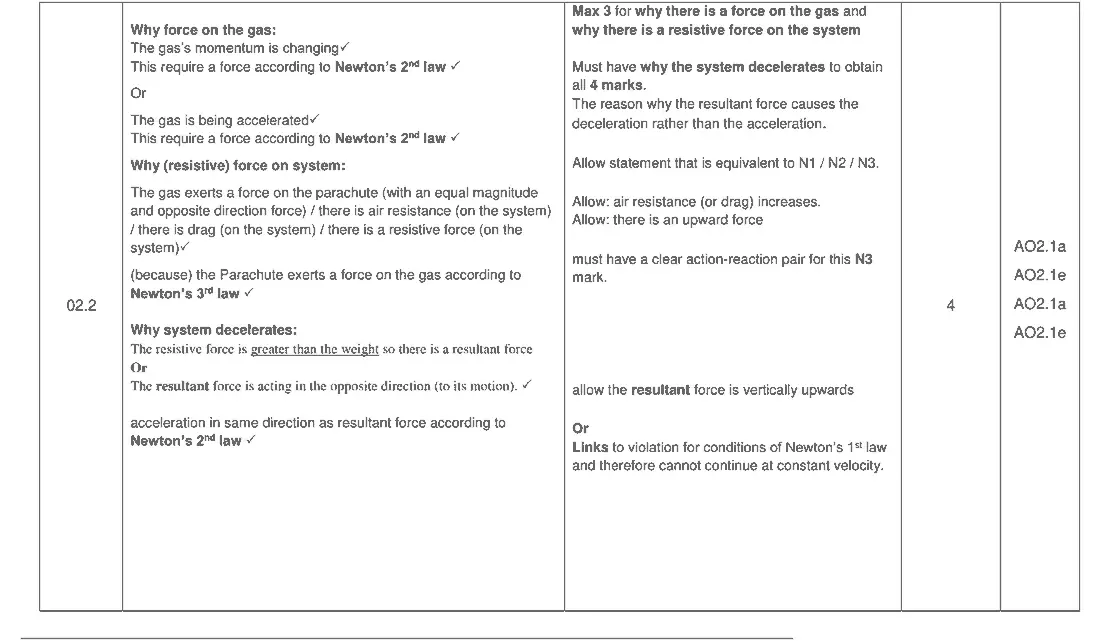 Why force on the gas:
The gas's momentum is changing✓
This require a force according to Newton's 2nd law ✓
Or
The gas is being accelerated✓
This require a force according to Newton's 2nd law ✓
Why (resistive) force on system:
The gas exerts a force on the parachute (with an equal magnitude
and opposite direction force) / there is air resistance (on the system)
/ there is drag (on the system) / there is a resistive force (on the
system)✓
(because) the Parachute exerts a force on the gas according to
Newton's 3rd law ✓
Why system decelerates:
The resistive force is greater than the weight so there is a resultant force
Or
The resultant force is acting in the opposite direction (to its motion). ✓
acceleration in same direction as resultant force according to
Newton's 2nd law ✓
Max 3 for why there is a force on the gas and
why there is a resistive force on the system
Must have why the system decelerates to obtain
all 4 marks.
The reason why the resultant force causes the
deceleration rather than the acceleration.
Allow statement that is equivalent to N1 / N2 / N3.
Allow: air resistance (or drag) increases.
Allow: there is an upward force
must have a clear action-reaction pair for this N3
mark.
allow the resultant force is vertically upwards
Or
Links to violation for conditions of Newton's 1st law
and therefore cannot continue at constant velocity.
02.2
4
AO2.1a
AO2.1e
AO2.1a
AO2.1e